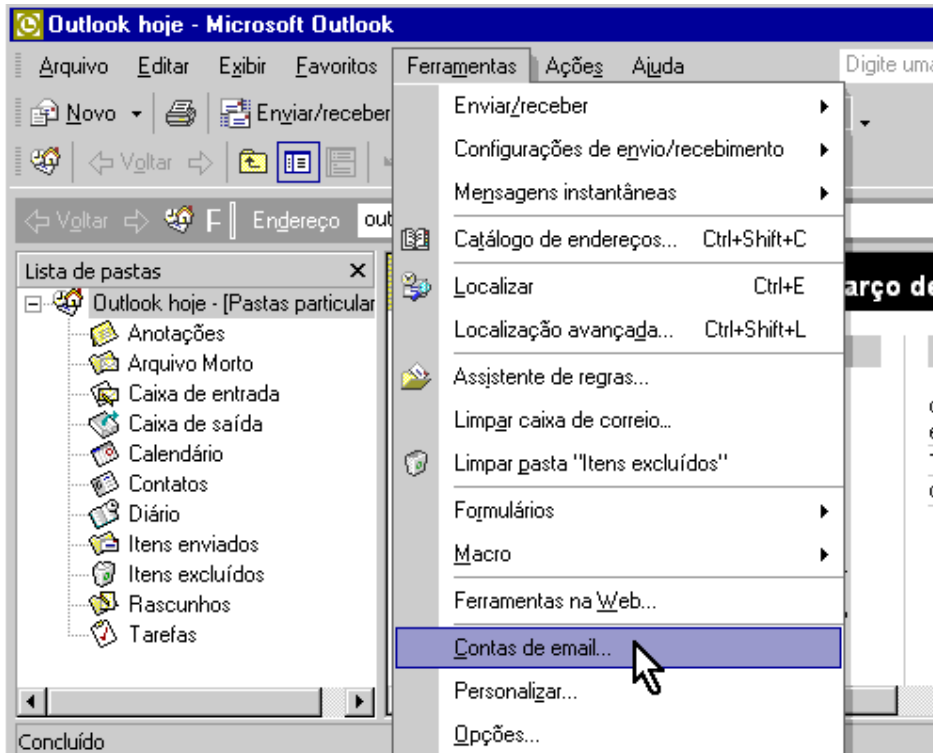 Outlook hoje - Microsoft Outlook
Arquivo Editar Exibir Favoritos Ferramentas Ações Ajuda Digite uma
Novo Enviar/receber
Voltar
Voltar F Endereço out
Lista de pastas
Outlook hoje - [Pastas particular
Anotações
Arquivo Morto
Caixa de entrada
Caixa de saída
Calendário
Contatos
Diário
Itens enviados
Itens excluídos
Rascunhos
Tarefas
Concluído
Enviar/receber
Configurações de envio/recebimento
Mensagens instantâneas
Catálogo de endereços... Ctrl+Shift+C
Localizar Ctrl+E
Localização avançada... Ctrl+Shift+L
Assistente de regras...
Limpar caixa de correio...
Limpar pasta "Itens excluídos"
Formulários
Macro
Ferramentas na Web...
Contas de email...
Personalizar...
Opções...
arço de